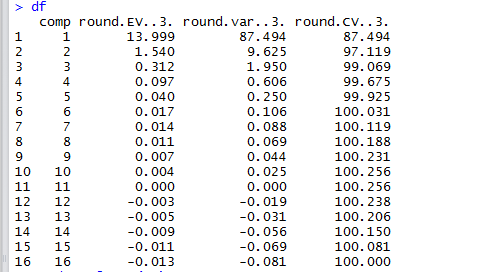 > df
comp round.EV..3. round.var..3. round.CV..3.
1 1 13.999 87.494 87.494
2 2 1.540 9.625 97.119
3 3 0.312 1.950 99.069
4 4 0.097 0.606 99.675
5 5 0.040 0.250 99.925
6 6 0.017 0.106 100.031
7 7 0.014 0.088 100.119
8 8 0.011 0.069 100.188
9 9 0.007 0.044 100.231
10 10 0.004 0.025 100.256
11 11 0.000 0.000 100.256
12 12 -0.003 -0.019 100.238
13 13 -0.005 -0.031 100.206
14 14 -0.009 -0.056 100.150
15 15 -0.011 -0.069 100.081
16 16 -0.013 -0.081 100.000